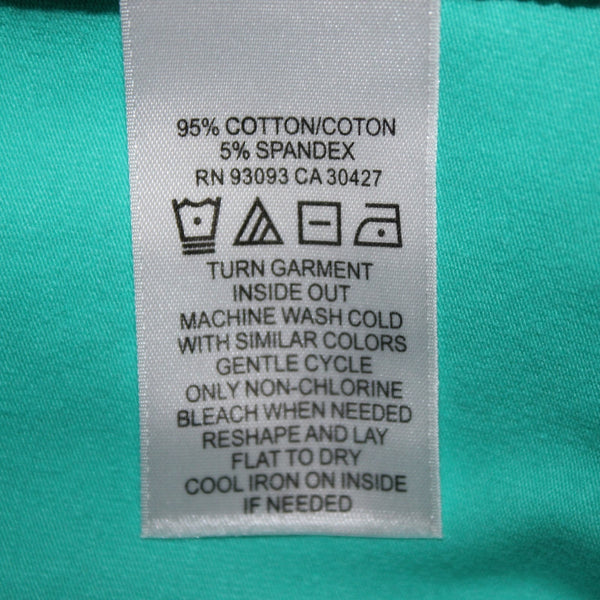 95% COTTON/COTON
5% SPANDEX
RN 93093 CA 30427
TURN GARMENT
INSIDE OUT
MACHINE WASH COLD
WITH SIMILAR COLORS
GENTLE CYCLE
ONLY NON-CHLORINE
BLEACH WHEN NEEDED
RESHAPE AND LAY
FLAT TO DRY
COOL IRON ON INSIDE
IF NEEDED